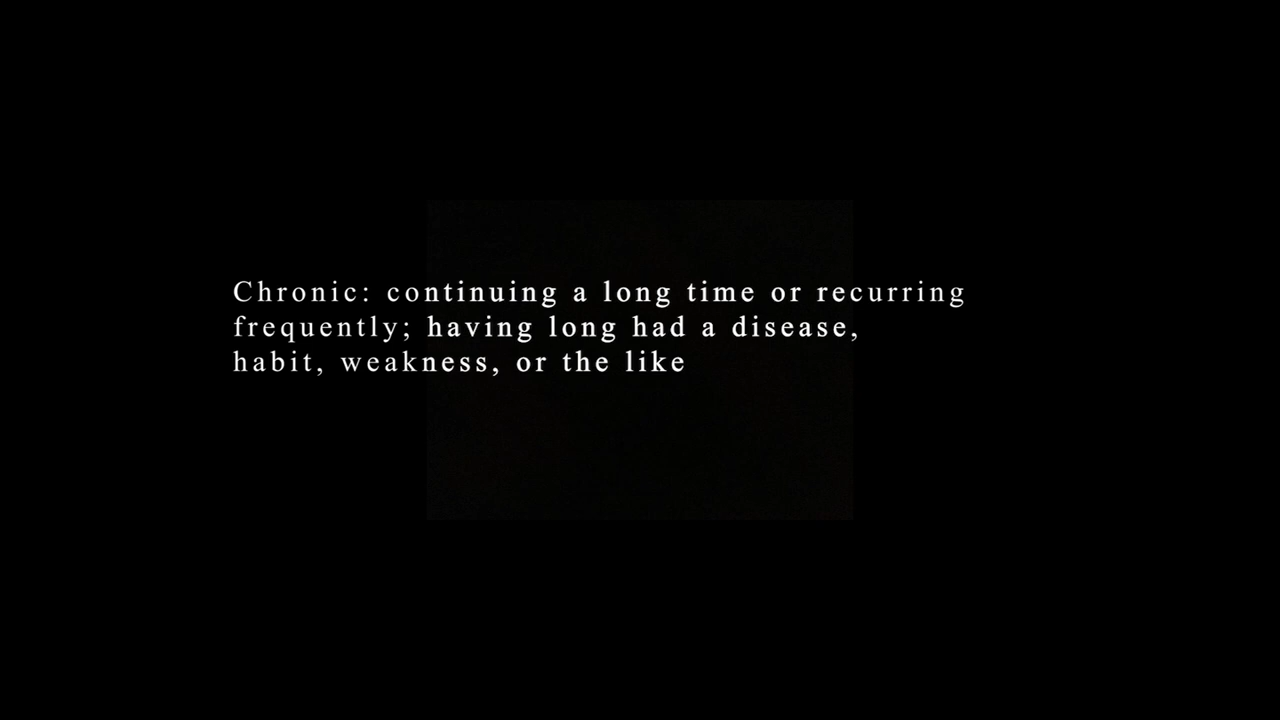 Chronic: continuing a long time or recurring
frequently; having long had a disease,
habit, weakness, or the like